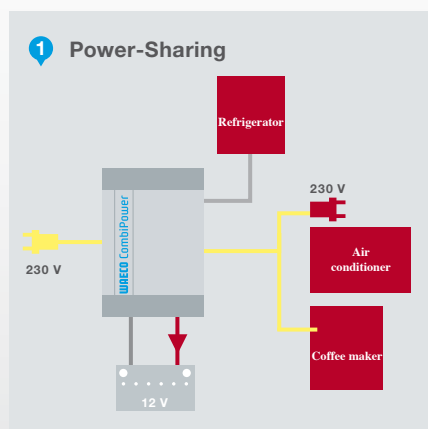 1 Power-Sharing
Refrigerator
230 V
Air
conditioner
WAECO CombiPower
230 V
Coffee maker
12 V